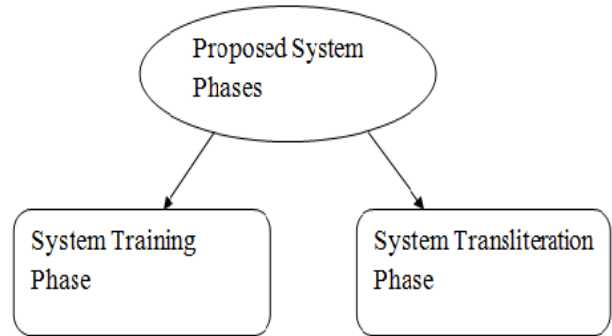 Proposed System
Phases
System Training
Phase
System Transliteration
Phase